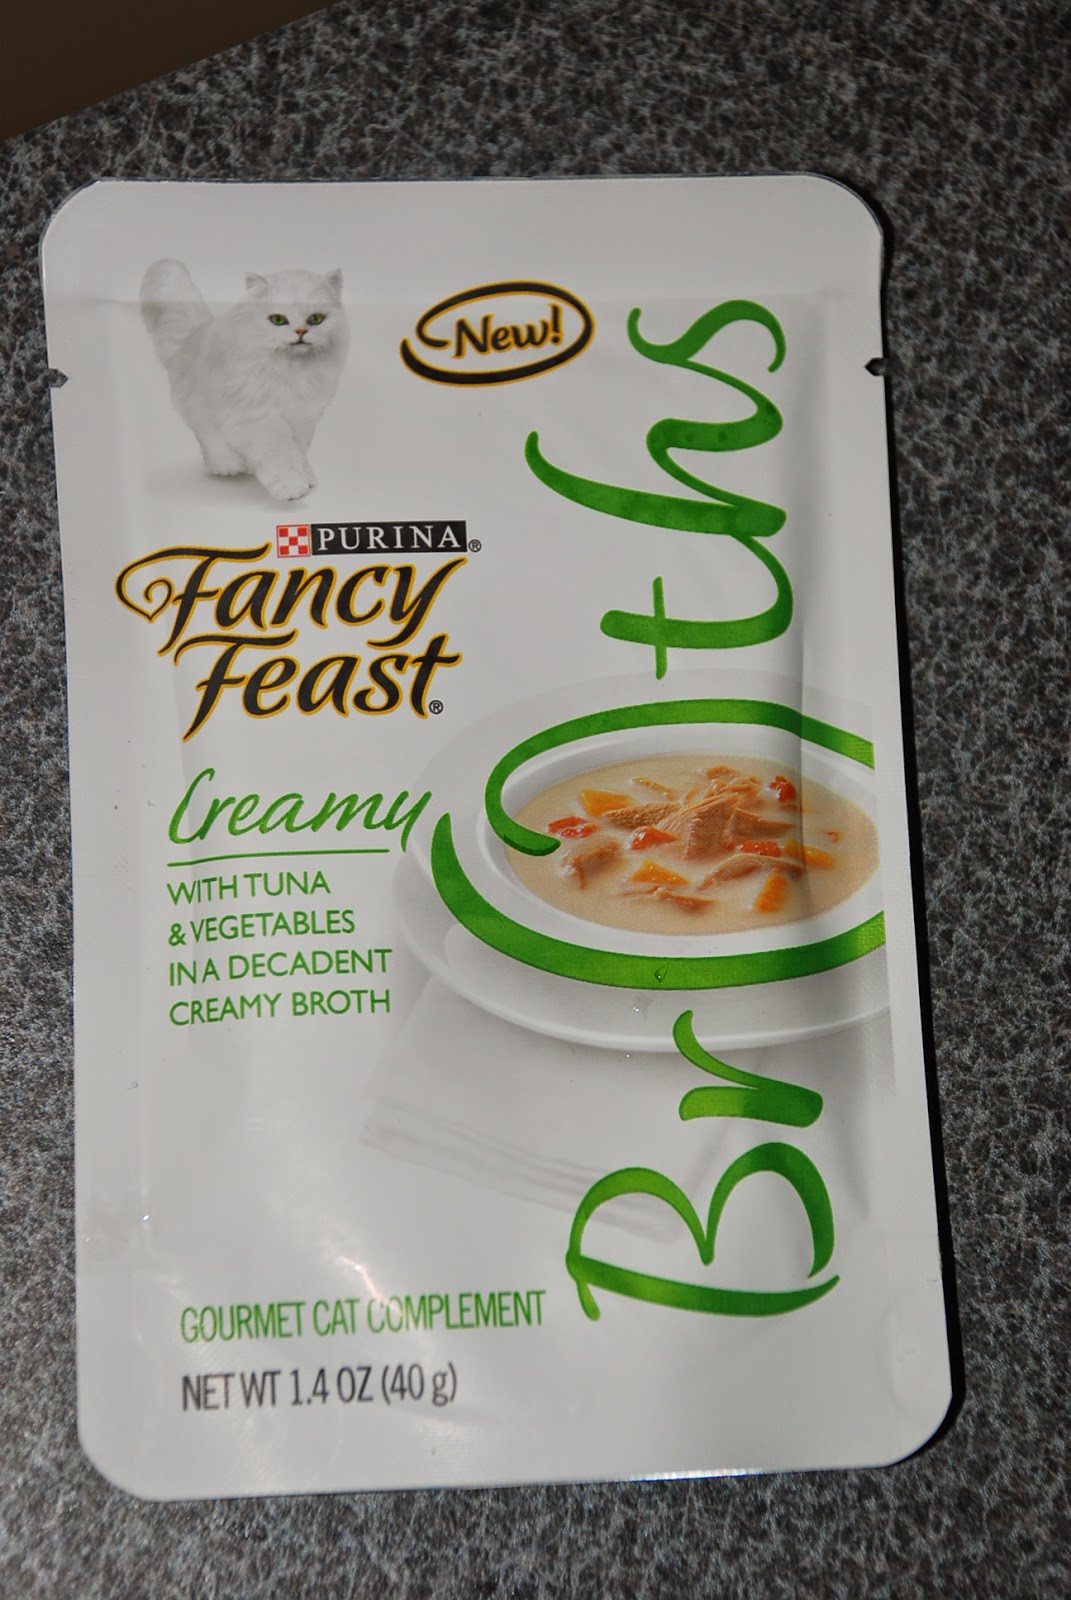 New!
PURINA®
Fancy
Feast®
Creamy
WITH TUNA
& VEGETABLES
IN A DECADENT
CREAMY BROTH
Broths
GOURMET CAT COMPLEMENT
NET WT 1.4 OZ (40 g)